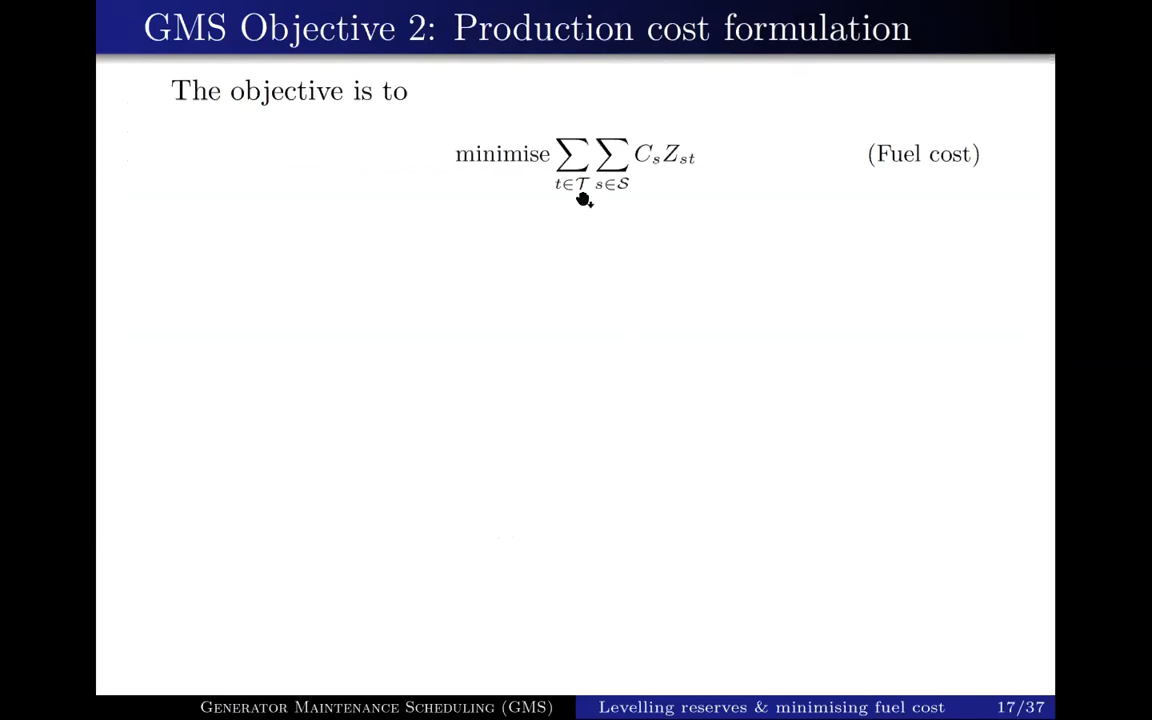 GMS Objective 2: Production cost formulation
The objective is to
minimise ∑_{t∈𝒯} ∑_{s∈𝒮} C_s Z_{st} (Fuel cost)
Generator Maintenance Scheduling (GMS) Levelling reserves & minimising fuel cost 17/37